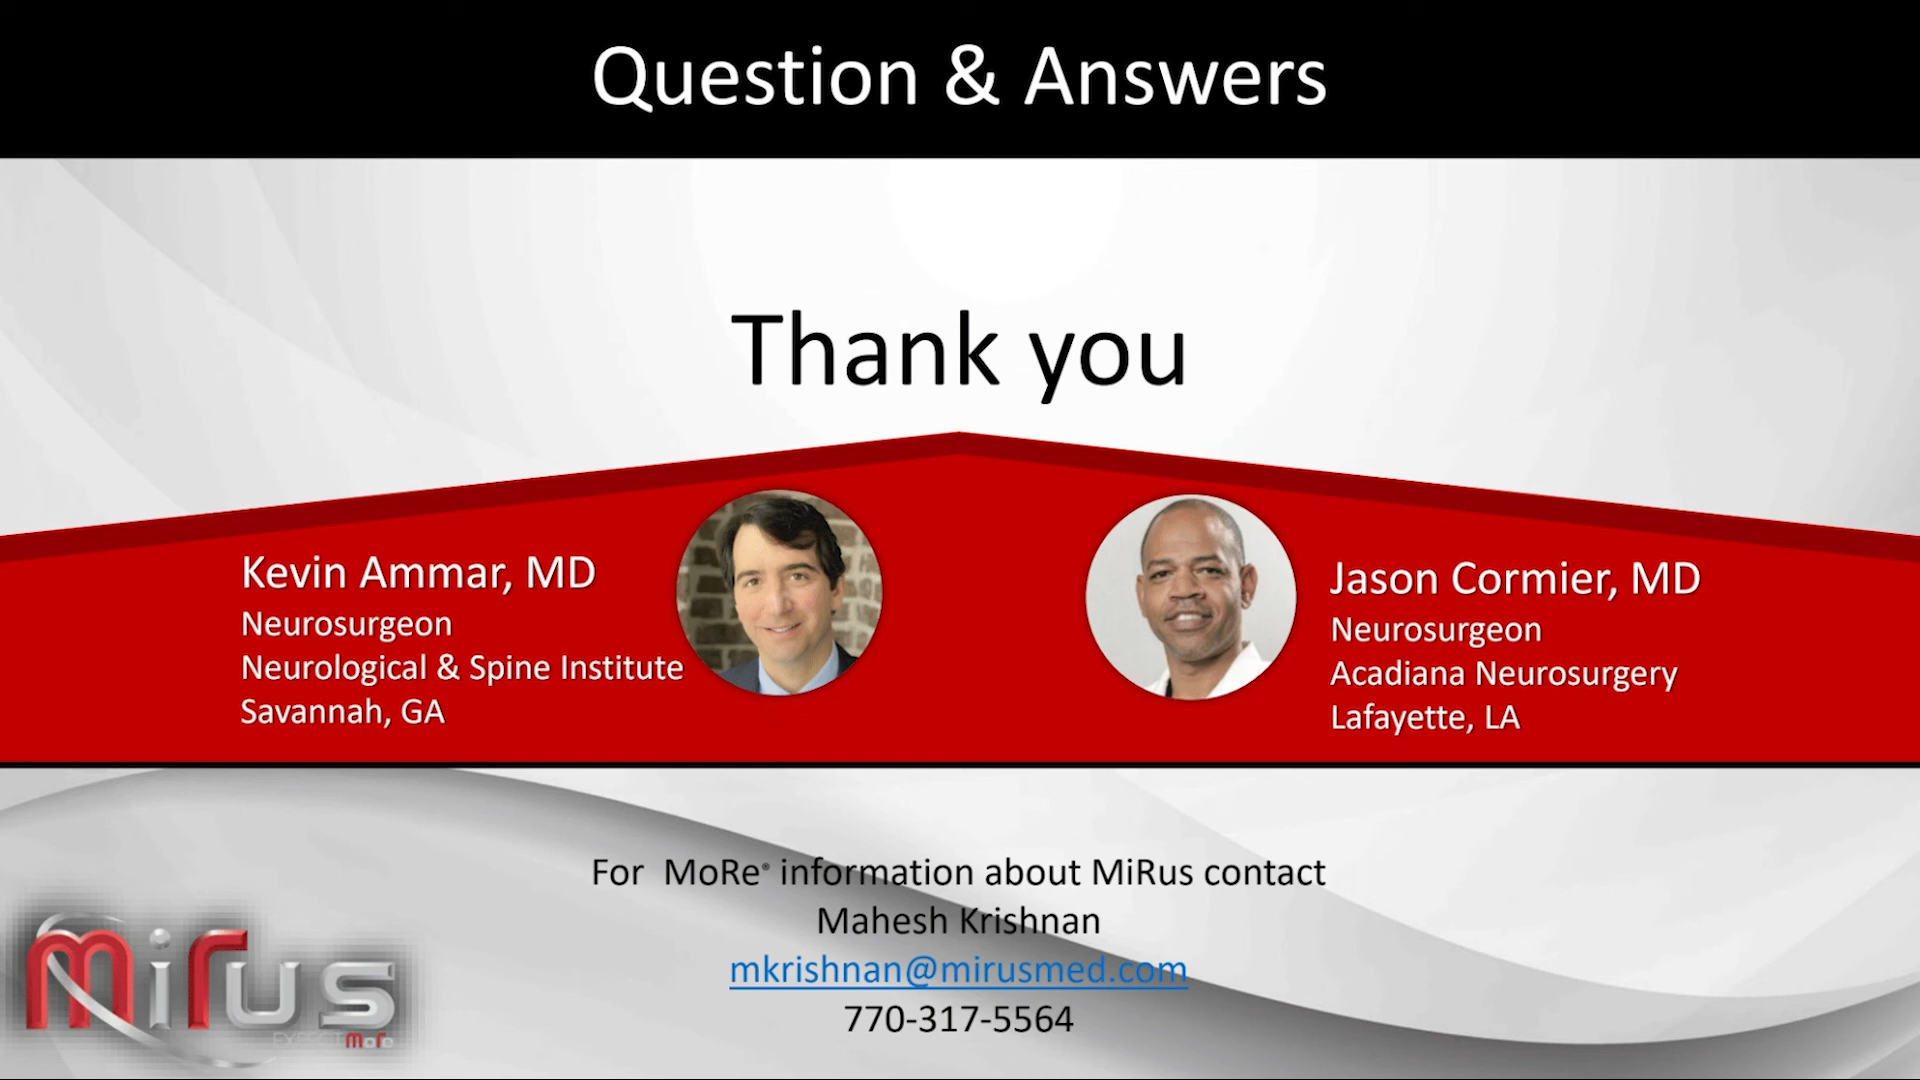 Question & Answers
Thank you
Kevin Ammar, MD
Neurosurgeon
Neurological & Spine Institute
Savannah, GA
Jason Cormier, MD
Neurosurgeon
Acadiana Neurosurgery
Lafayette, LA
For MoRe® information about MiRus contact
Mahesh Krishnan
mkrishnan@mirusmed.com
770-317-5564
mirus
MoRe